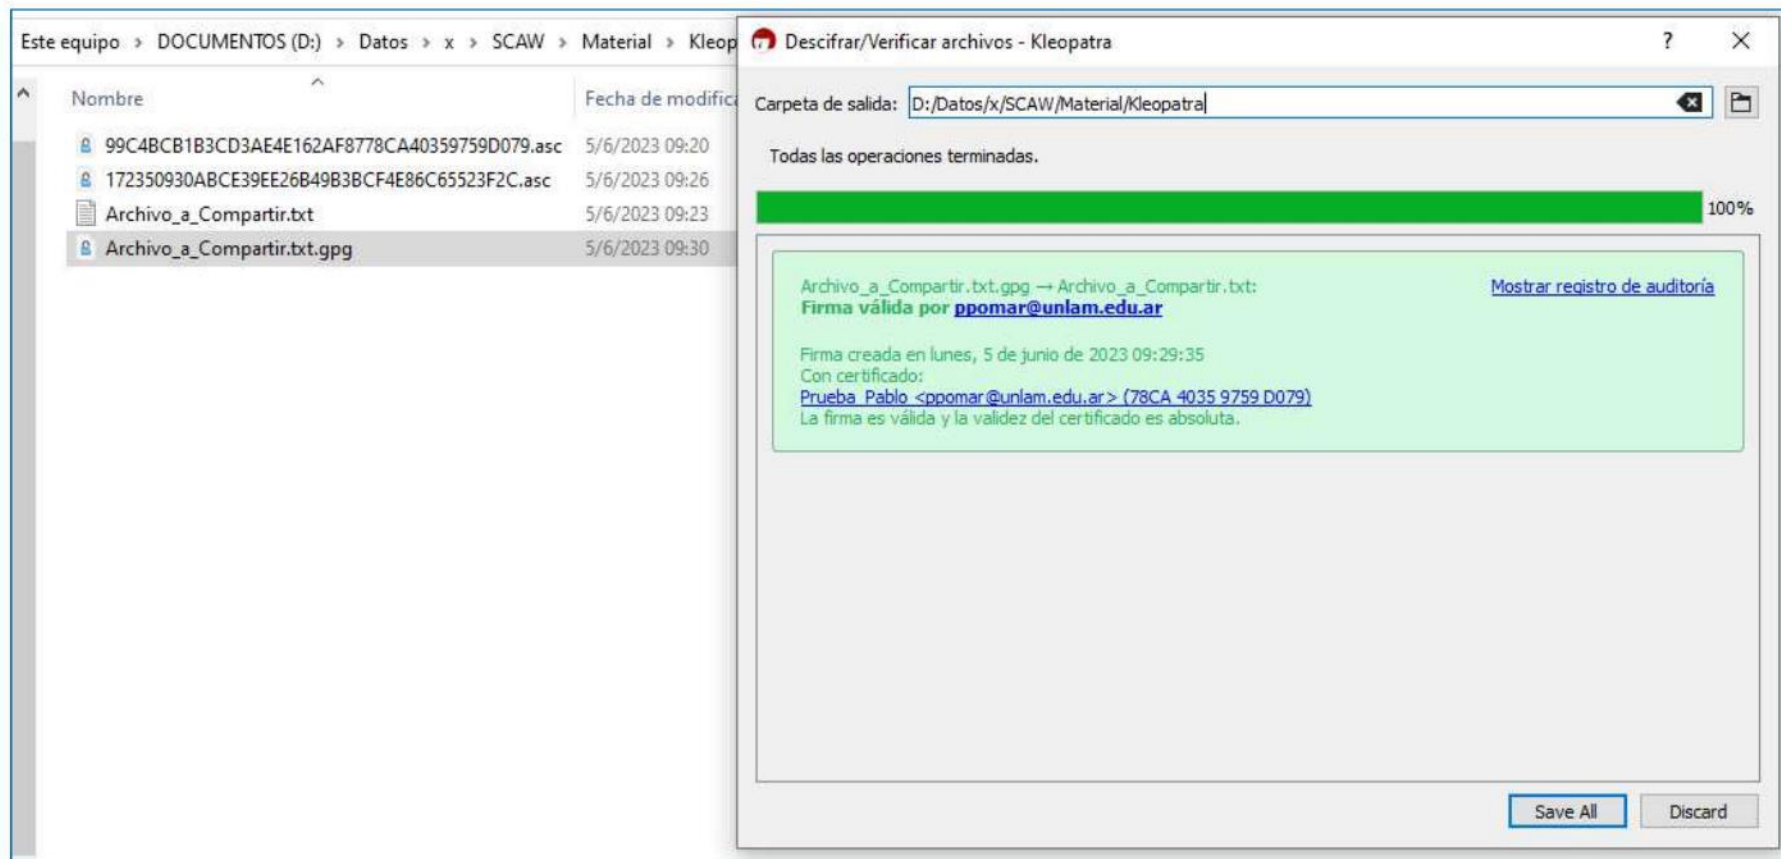 Este equipo > DOCUMENTOS (D:) > Datos > x > SCAW > Material > Kleop
Nombre Fecha de modifica
99C4BCB1B3CD3AE4E162AF8778CA40359759D079.asc 5/6/2023 09:20
172350930ABCE39EE26B49B3BCF4E86C65523F2C.asc 5/6/2023 09:26
Archivo_a_Compartir.txt 5/6/2023 09:23
Archivo_a_Compartir.txt.gpg 5/6/2023 09:30
Descifrar/Verificar archivos - Kleopatra ?
Carpeta de salida: D:/Datos/x/SCAW/Material/Kleopatra
Todas las operaciones terminadas.
100%
Archivo_a_Compartir.txt.gpg → Archivo_a_Compartir.txt: Mostrar registro de auditoría
Firma válida por ppomar@unlam.edu.ar
Firma creada en lunes, 5 de junio de 2023 09:29:35
Con certificado:
Prueba_Pablo <ppomar@unlam.edu.ar> (78CA 4035 9759 D079)
La firma es válida y la validez del certificado es absoluta.
Save All Discard